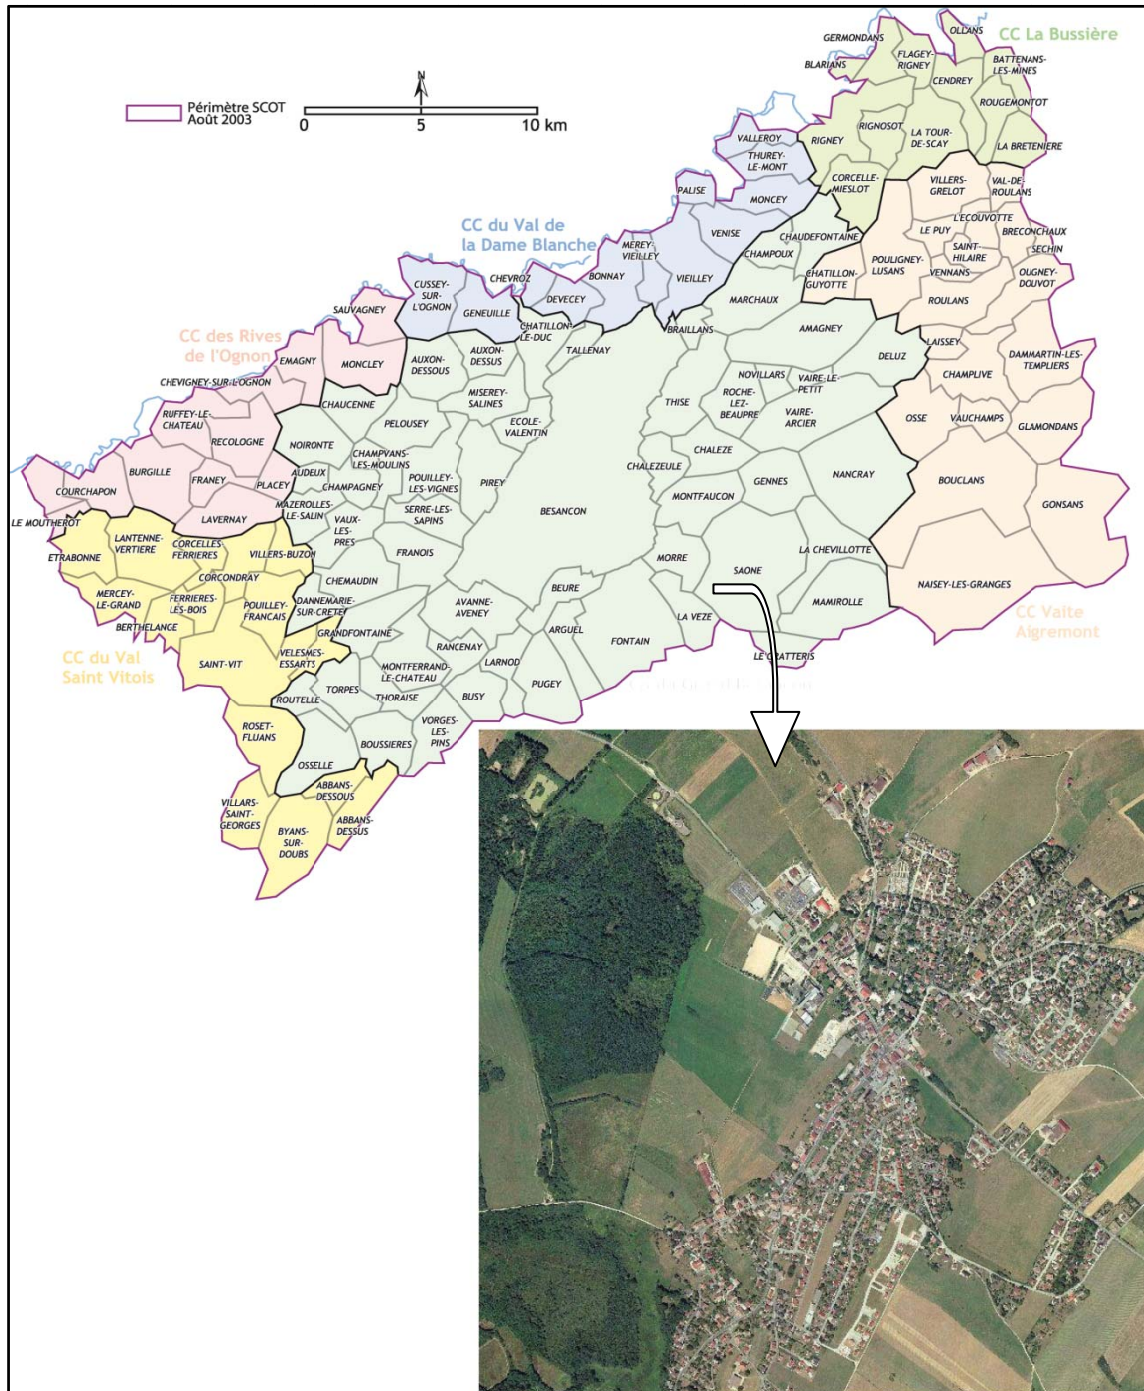 OLLANS
CC La Bussière
GERMONDANS
FLAGEY-
RIGNEY
BLARIANS
BATTENANS-
LES-MINES
CENDREY
N
Périmètre SCOT
Août 2003
0
5
10 km
ROUGEMONTOT
RIGNOSOT
RIGNEY
LA TOUR-
DE-SCAY
LA BRETENIERE
VALLEROY
THUREY-
LE-MONT
CORCELLE-
MIESLOT
VILLERS-
GRELOT
VAL-DE-
ROULANS
PALISE
MONCEY
L'ECOUVOTTE
LE PUY
BRECONCHAUX
SECHIN
CC du Val de
la Dame Blanche
VENISE
CHAUDEFONTAINE
SAINT-
HILAIRE
MEREY-
VIEILLEY
CHAMPOUX
POULIGNEY-
LUSANS
VENNANS
OUGNEY-
DOUVOT
CHEVROZ
BONNAY
VIEILLEY
CHATILLON-
GUYOTTE
CUSSEY-
SUR-
L'OGNON
DEVECEY
MARCHAUX
ROULANS
SAUVAGNEY
GENEUILLE
CHATILLON-
LE-DUC
BRAILLANS
AMAGNEY
CC des Rives
de l'Ognon
EMAGNY
MONCLEY
AUXON-
DESSOUS
AUXON-
DESSUS
TALLENAY
DELUZ
LAISSEY
DAMMARTIN-LES-
TEMPLIERS
CHEVIGNEY-SUR-L'OGNON
NOVILLARS
VAIRE-LE-
PETIT
CHAMPLIVE
CHAUCENNE
MISEREY-
SALINES
THISE
ROCHE-
LEZ-
BEAUPRE
RUFFEY-LE-
CHATEAU
PELOUSEY
ECOLE-
VALENTIN
VAIRE-
ARCIER
OSSE
VAUCHAMPS
GLAMONDANS
RECOLOGNE
NOIRONTE
CHALEZE
CHAMPVANS-
LES-MOULINS
BURGILLE
AUDEUX
CHALEZEULE
NANCRAY
COURCHAPON
FRANEY
PLACEY
CHAMPAGNEY
POUILLEY-
LES-VIGNES
PIREY
GENNES
BOUCLANS
MONTFAUCON
GONSANS
MAZEROLLES-
LE-SALIN
LE MOUTHEROT
LAVERNAY
VAUX-
LES-
PRES
SERRE-LES-
SAPINS
BESANCON
LANTENNE-
VERTIERE
CORCELLES
FERRIERES
VILLERS-BUZON
FRANOIS
LA CHEVILLOTTE
ETRABONNE
MORRE
SAONE
CORCONDRAY
CHEMAUDIN
BEURE
NAISEY-LES-GRANGES
MERCEY-
LE-GRAND
FERRIERES-
LES-BOIS
POUILLEY-
FRANCAIS
DANNEMARIE-
SUR-CRETE
AVANNE-
AVENEY
MAMIROLLE
BERTHELANGE
GRANDFONTAINE
ARGUEL
LA VEZE
CC Vaite
Aigremont
CC du Val
Saint Vitois
SAINT-VIT
VELESMES-
ESSARTS
RANCENAY
FONTAIN
LE GRATTERIS
MONTFERRAND-
LE-CHATEAU
LARNOD
TORPES
PUGEY
ROUTELLE
THORAISE
BUSY
ROSET-
FLUANS
VORGES-
LES-
PINS
BOUSSIERES
OSSELLE
ABBANS-
DESSOUS
VILLARS-
SAINT-
GEORGES
ABBANS-
DESSUS
BYANS-
SUR-
DOUBS